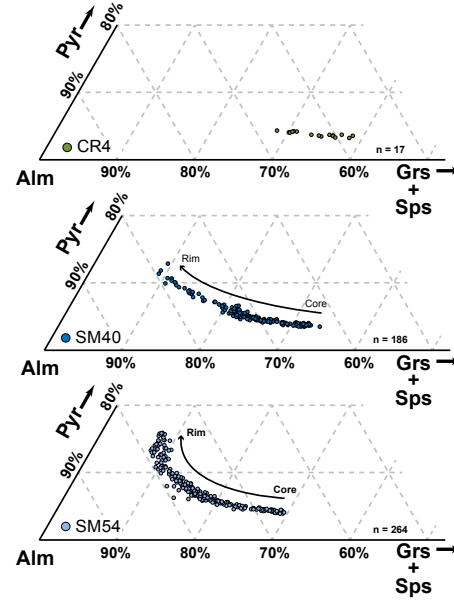 Pyr
80%
90%
CR4
n = 17
Alm
90%
80%
70%
60%
Grs
+
Sps
Pyr
80%
90%
Rim
Core
SM40
n = 186
Alm
90%
80%
70%
60%
Grs
+
Sps
Pyr
80%
90%
Rim
Core
SM54
n = 264
Alm
90%
80%
70%
60%
Grs
+
Sps